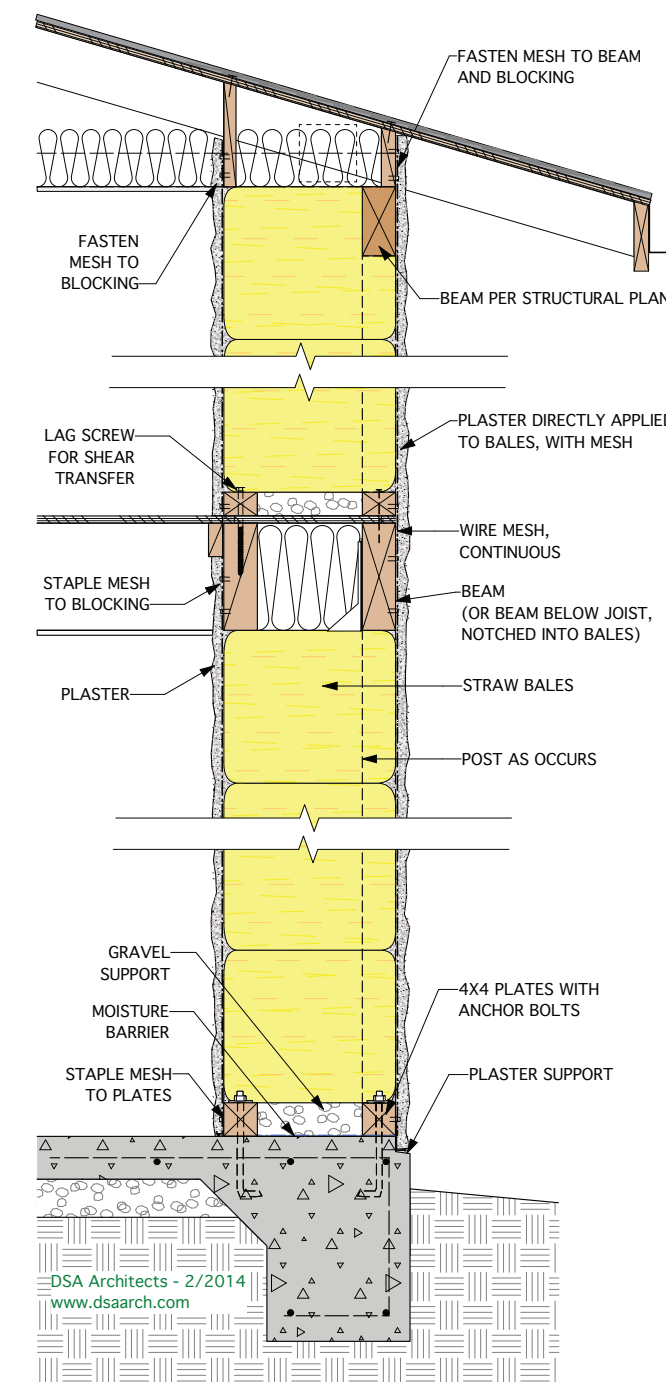 FASTEN MESH TO BEAM
AND BLOCKING
FASTEN
MESH TO
BLOCKING
BEAM PER STRUCTURAL PLAN
PLASTER DIRECTLY APPLIED
TO BALES, WITH MESH
LAG SCREW
FOR SHEAR
TRANSFER
WIRE MESH,
CONTINUOUS
STAPLE MESH
TO BLOCKING
BEAM
(OR BEAM BELOW JOIST,
NOTCHED INTO BALES)
PLASTER
STRAW BALES
POST AS OCCURS
GRAVEL
SUPPORT
MOISTURE
BARRIER
4X4 PLATES WITH
ANCHOR BOLTS
STAPLE MESH
TO PLATES
PLASTER SUPPORT
DSA Architects - 2/2014
www.dsaarch.com